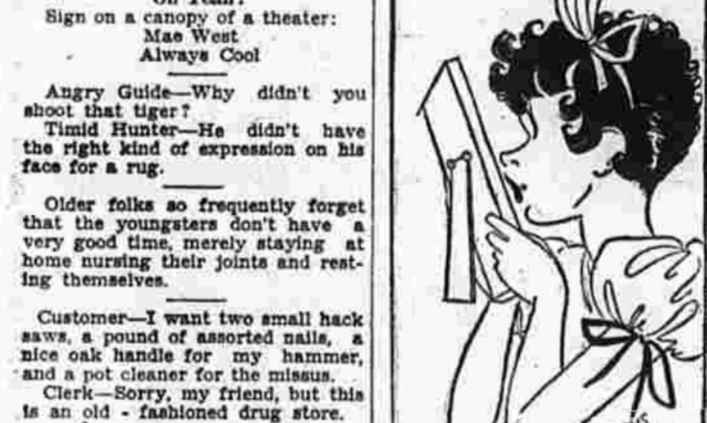 Oh Yeah?
Sign on a canopy of a theater:
Mae West
Always Cool
Angry Guide—Why didn't you
shoot that tiger?
Timid Hunter—He didn't have
the right kind of expression on his
face for a rug.
Older folks so frequently forget
that the youngsters don't have a
very good time, merely staying at
home nursing their joints and rest-
ing themselves.
Customer—I want two small hack
saws, a pound of assorted nails, a
nice oak handle for my hammer,
and a pot cleaner for the missus.
Clerk—Sorry, my friend, but this
is an old - fashioned drug store.